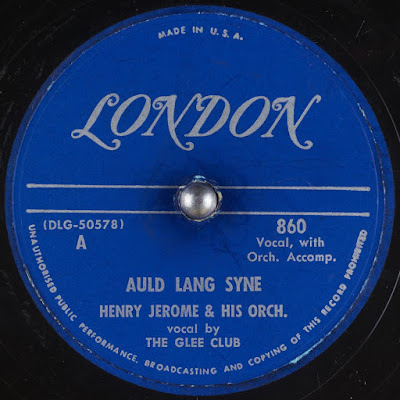 MADE IN U. S. A.
LONDON
(DLG-50578)
A
860
Vocal, with
Orch. Accomp.
AULD LANG SYNE
HENRY JEROME & HIS ORCH.
vocal by
THE GLEE CLUB
UNAUTHORISED PUBLIC PERFORMANCE, BROADCASTING AND COPYING OF THIS RECORD PROHIBITED